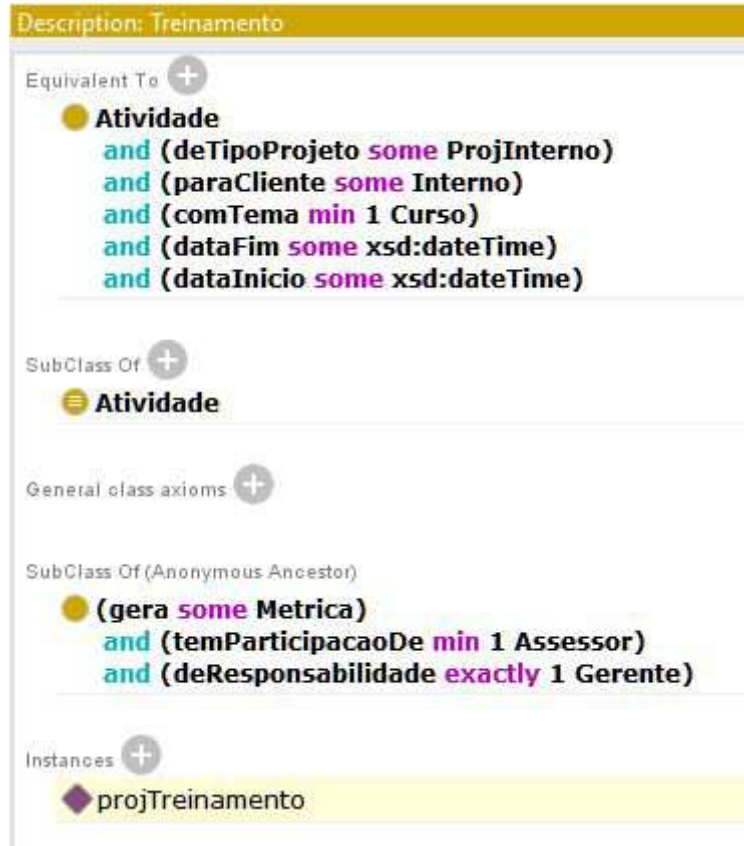 Description: Treinamento
Equivalent To
Atividade
and (deTipoProjeto some ProjInterno)
and (paraCliente some Interno)
and (comTema min 1 Curso)
and (dataFim some xsd:dateTime)
and (dataInicio some xsd:dateTime)
SubClass Of
Atividade
General class axioms
SubClass Of (Anonymous Ancestor)
(gera some Metrica)
and (temParticipacaoDe min 1 Assessor)
and (deResponsabilidade exactly 1 Gerente)
Instances
projTreinamento